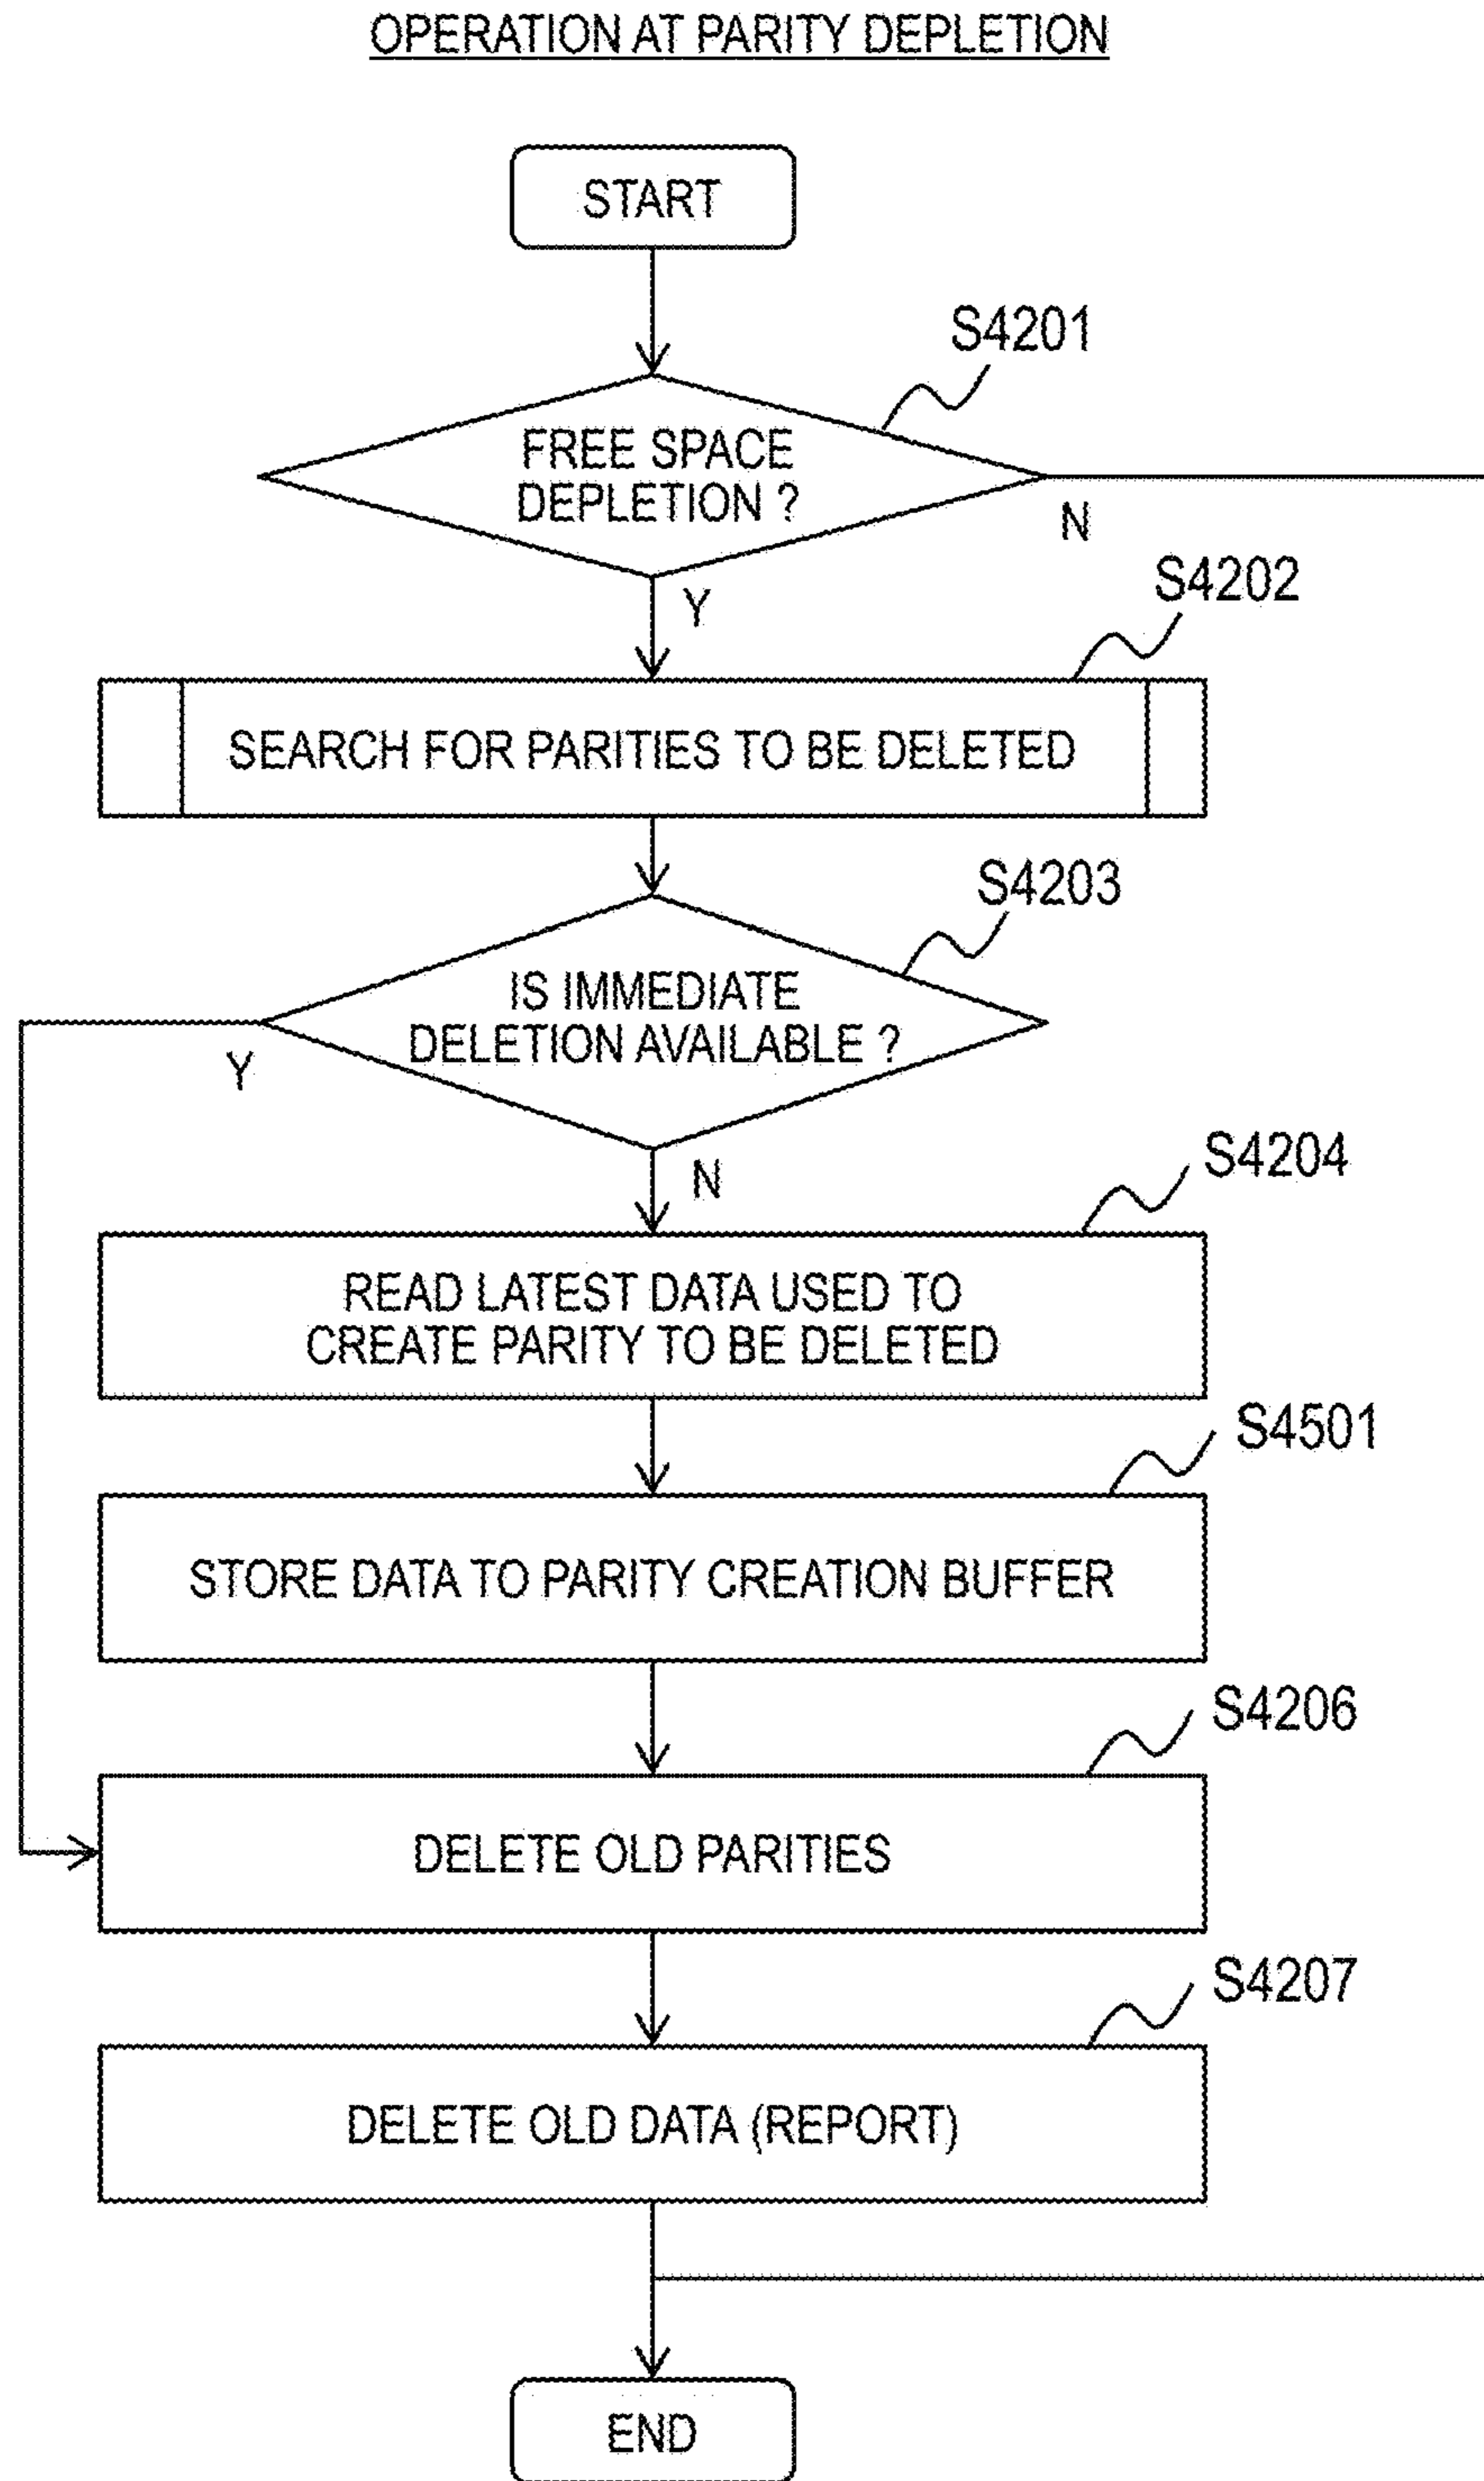 OPERATION AT PARITY DEPLETION
START
S4201
FREE SPACE
DEPLETION ?
N
Y
S4202
SEARCH FOR PARITIES TO BE DELETED
S4203
IS IMMEDIATE
DELETION AVAILABLE ?
Y
N
S4204
READ LATEST DATA USED TO
CREATE PARITY TO BE DELETED
S4501
STORE DATA TO PARITY CREATION BUFFER
S4206
DELETE OLD PARITIES
S4207
DELETE OLD DATA (REPORT)
END